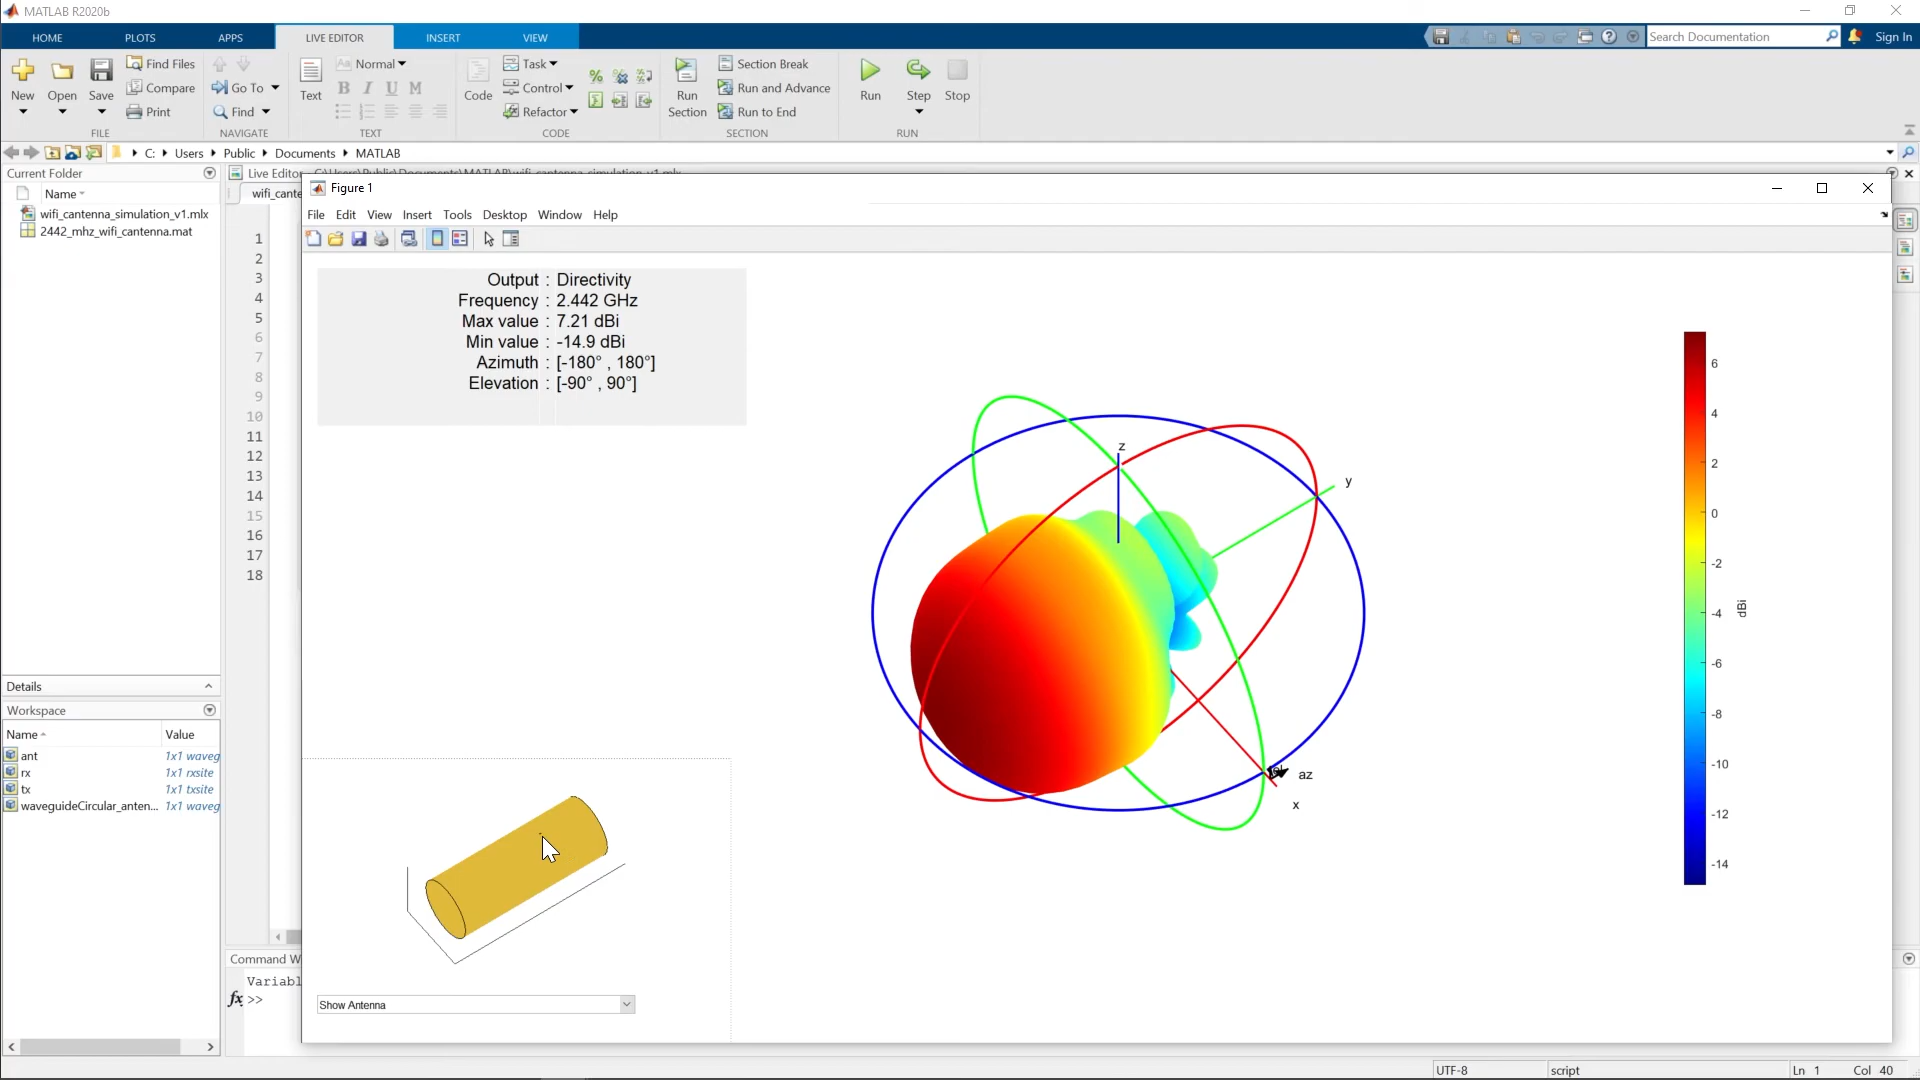 MATLAB R2020b
HOME PLOTS APPS LIVE EDITOR INSERT VIEW
Search Documentation Sign In
New Open Save Find Files Compare Print
FILE
Go To Find
NAVIGATE
Text Aa Normal B I U M
TEXT
Code Task Control Refactor
CODE
Run Section Section Break Run and Advance Run to End
SECTION
Run Step Stop
RUN
C: Users Public Documents MATLAB
Current Folder
Name
wifi_cantenna_simulation_v1.mlx
2442_mhz_wifi_cantenna.mat
Live Editor - C:\Users\Public\Documents\MATLAB\wifi_cantenna_simulation_v1.mlx
wifi_cante
1
2
3
4
5
6
7
8
9
10
11
12
13
14
15
16
17
18
Figure 1
File Edit View Insert Tools Desktop Window Help
Output : Directivity
Frequency : 2.442 GHz
Max value : 7.21 dBi
Min value : -14.9 dBi
Azimuth : [-180° , 180°]
Elevation : [-90° , 90°]
z
y
az
x
6
4
2
0
-2
-4
-6
-8
-10
-12
-14
dBi
Show Antenna
Details
Workspace
Name Value
ant 1x1 waveg
rx 1x1 rxsite
tx 1x1 txsite
waveguideCircular_anten... 1x1 waveg
Command W
Variabl
fx >>
UTF-8 script Ln 1 Col 40